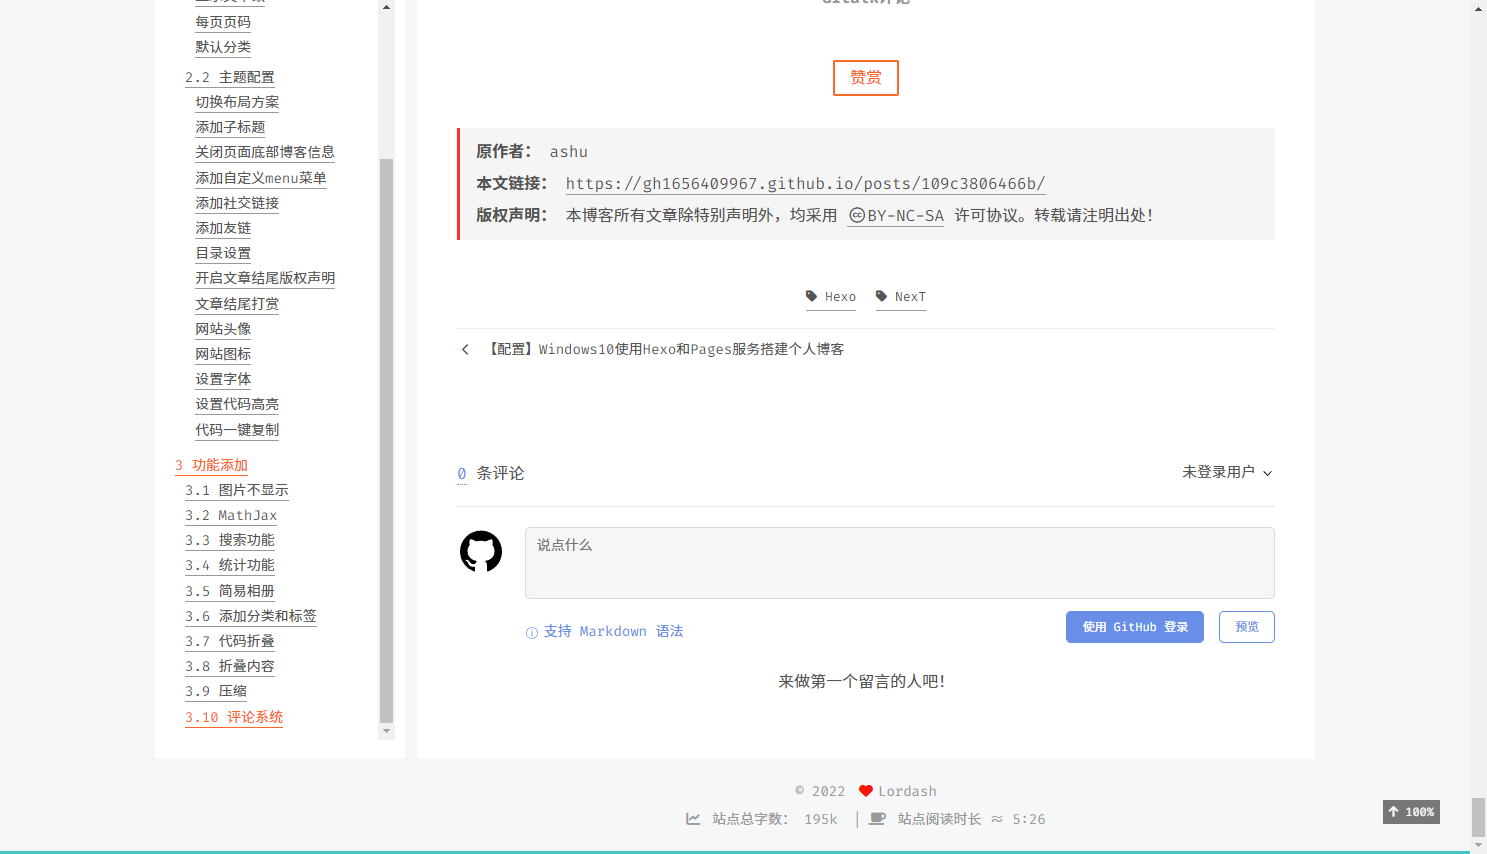 每页页码
默认分类
2.2 主题配置
切换布局方案
添加子标题
关闭页面底部博客信息
添加自定义menu菜单
添加社交链接
添加友链
目录设置
开启文章结尾版权声明
文章结尾打赏
网站头像
网站图标
设置字体
设置代码高亮
代码一键复制
3 功能添加
3.1 图片不显示
3.2 MathJax
3.3 搜索功能
3.4 统计功能
3.5 简易相册
3.6 添加分类和标签
3.7 代码折叠
3.8 折叠内容
3.9 压缩
3.10 评论系统
Gitalk评论
赞赏
原作者： ashu
本文链接： https://gh1656409967.github.io/posts/109c3806466b/
版权声明： 本博客所有文章除特别声明外，均采用 BY-NC-SA 许可协议。转载请注明出处！
Hexo NexT
【配置】Windows10使用Hexo和Pages服务搭建个人博客
0 条评论 未登录用户
说点什么
支持 Markdown 语法 使用 GitHub 登录 预览
来做第一个留言的人吧！
© 2022 Lordash
站点总字数： 195k | 站点阅读时长 ≈ 5:26
100%